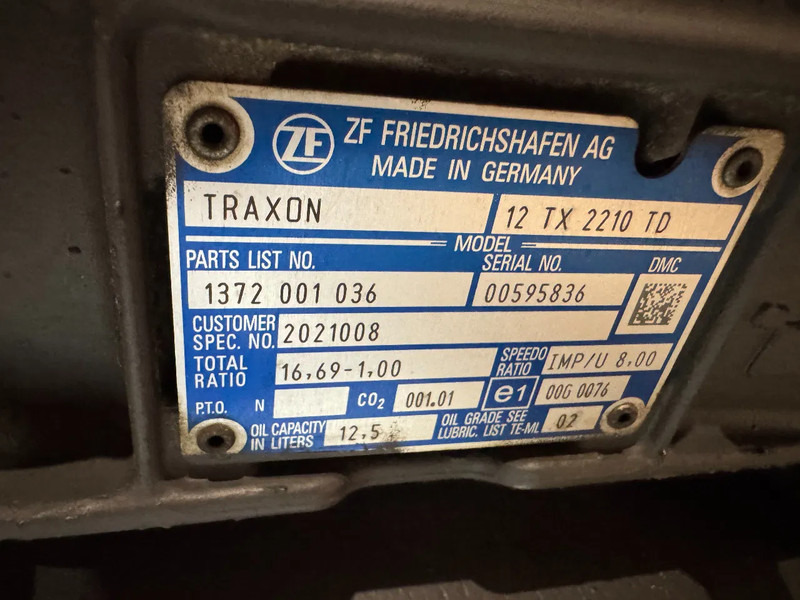 ZF ZF FRIEDRICHSHAFEN AG
MADE IN GERMANY
TRAXON 12 TX 2210 TD
MODEL
PARTS LIST NO. SERIAL NO. DMC
1372 001 036 00595836
CUSTOMER SPEC. NO. 2021008
TOTAL RATIO 16,69-1,00 SPEEDO RATIO IMP/U 8,00
P.T.O. N CO2 001.01 e1 00G 0076
OIL CAPACITY IN LITERS 12,5 OIL GRADE SEE LUBRIC. LIST TE-ML 02